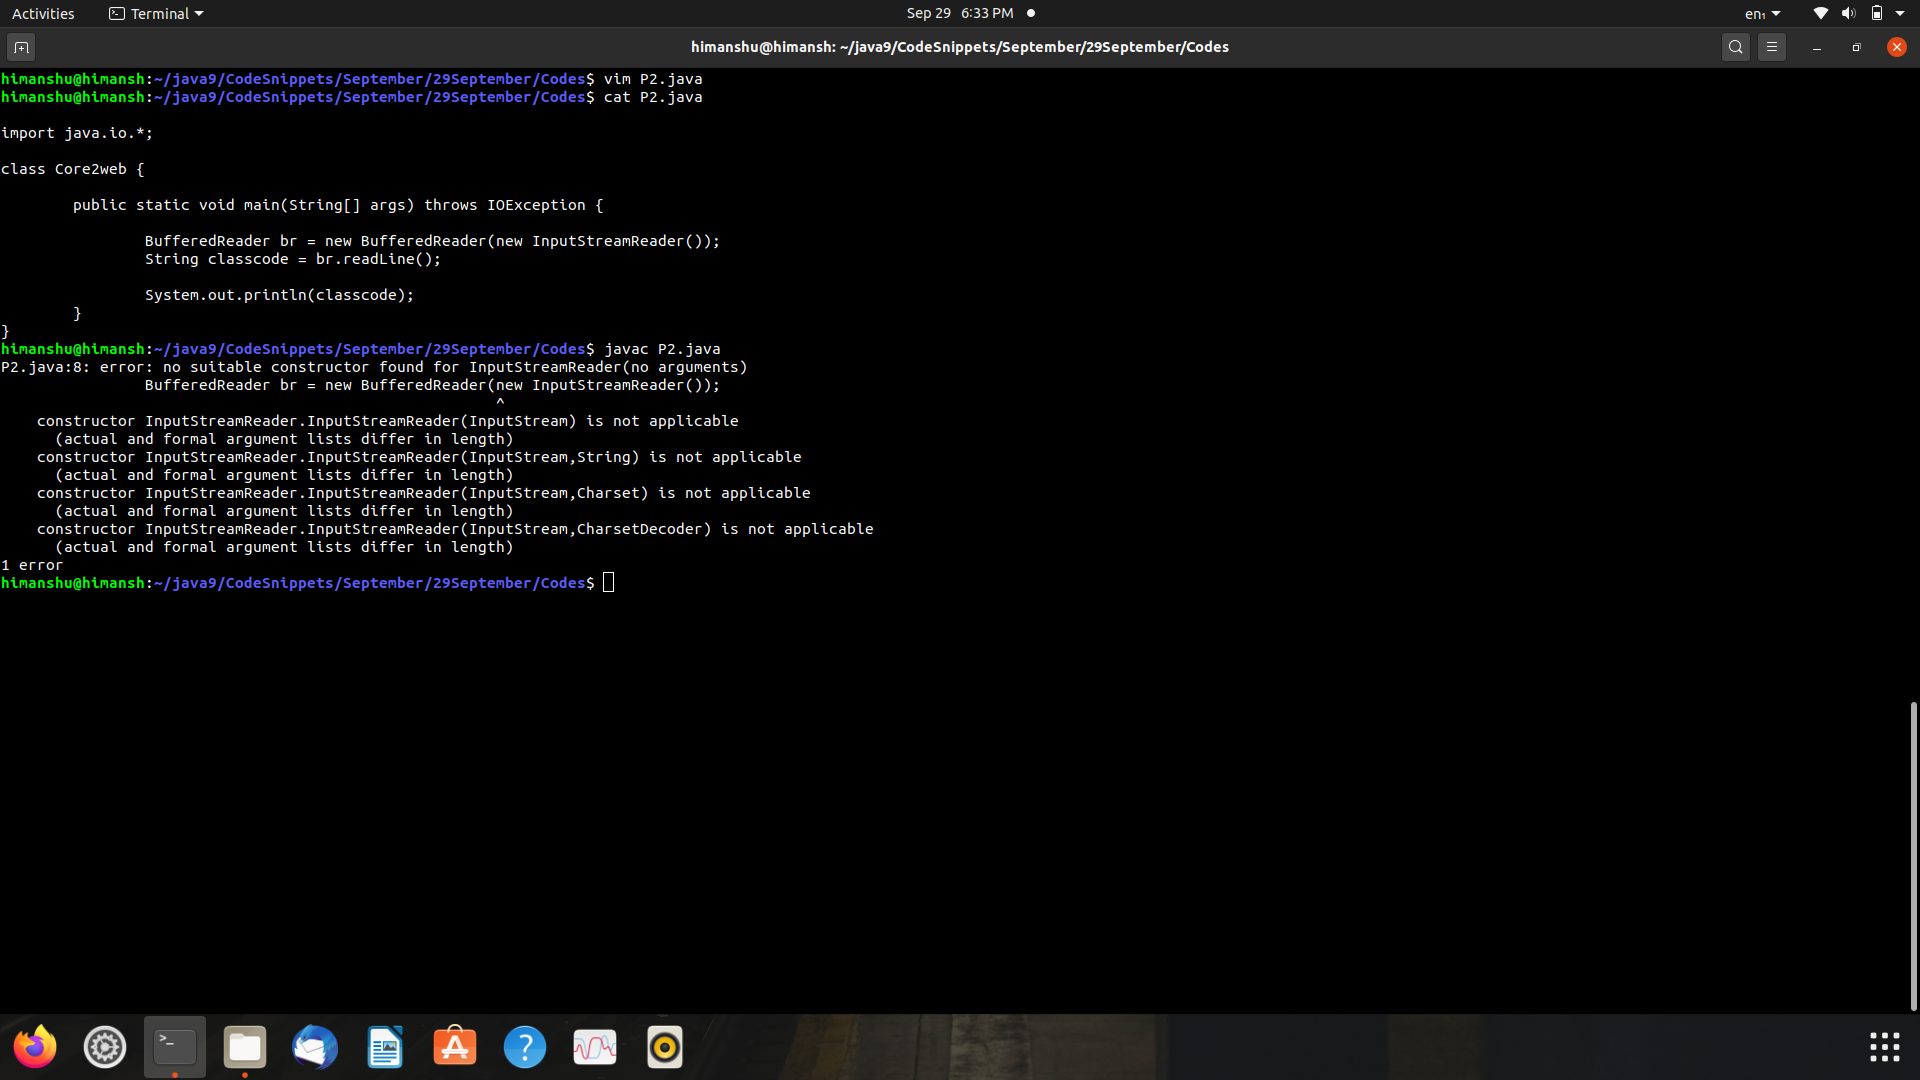 Activities Terminal Sep 29 6:33 PM en₁
himanshu@himansh: ~/java9/CodeSnippets/September/29September/Codes
himanshu@himansh:~/java9/CodeSnippets/September/29September/Codes$ vim P2.java
himanshu@himansh:~/java9/CodeSnippets/September/29September/Codes$ cat P2.java
import java.io.*;
class Core2web {
public static void main(String[] args) throws IOException {
BufferedReader br = new BufferedReader(new InputStreamReader());
String classcode = br.readLine();
System.out.println(classcode);
}
}
himanshu@himansh:~/java9/CodeSnippets/September/29September/Codes$ javac P2.java
P2.java:8: error: no suitable constructor found for InputStreamReader(no arguments)
BufferedReader br = new BufferedReader(new InputStreamReader());
^
constructor InputStreamReader.InputStreamReader(InputStream) is not applicable
(actual and formal argument lists differ in length)
constructor InputStreamReader.InputStreamReader(InputStream,String) is not applicable
(actual and formal argument lists differ in length)
constructor InputStreamReader.InputStreamReader(InputStream,Charset) is not applicable
(actual and formal argument lists differ in length)
constructor InputStreamReader.InputStreamReader(InputStream,CharsetDecoder) is not applicable
(actual and formal argument lists differ in length)
1 error
himanshu@himansh:~/java9/CodeSnippets/September/29September/Codes$